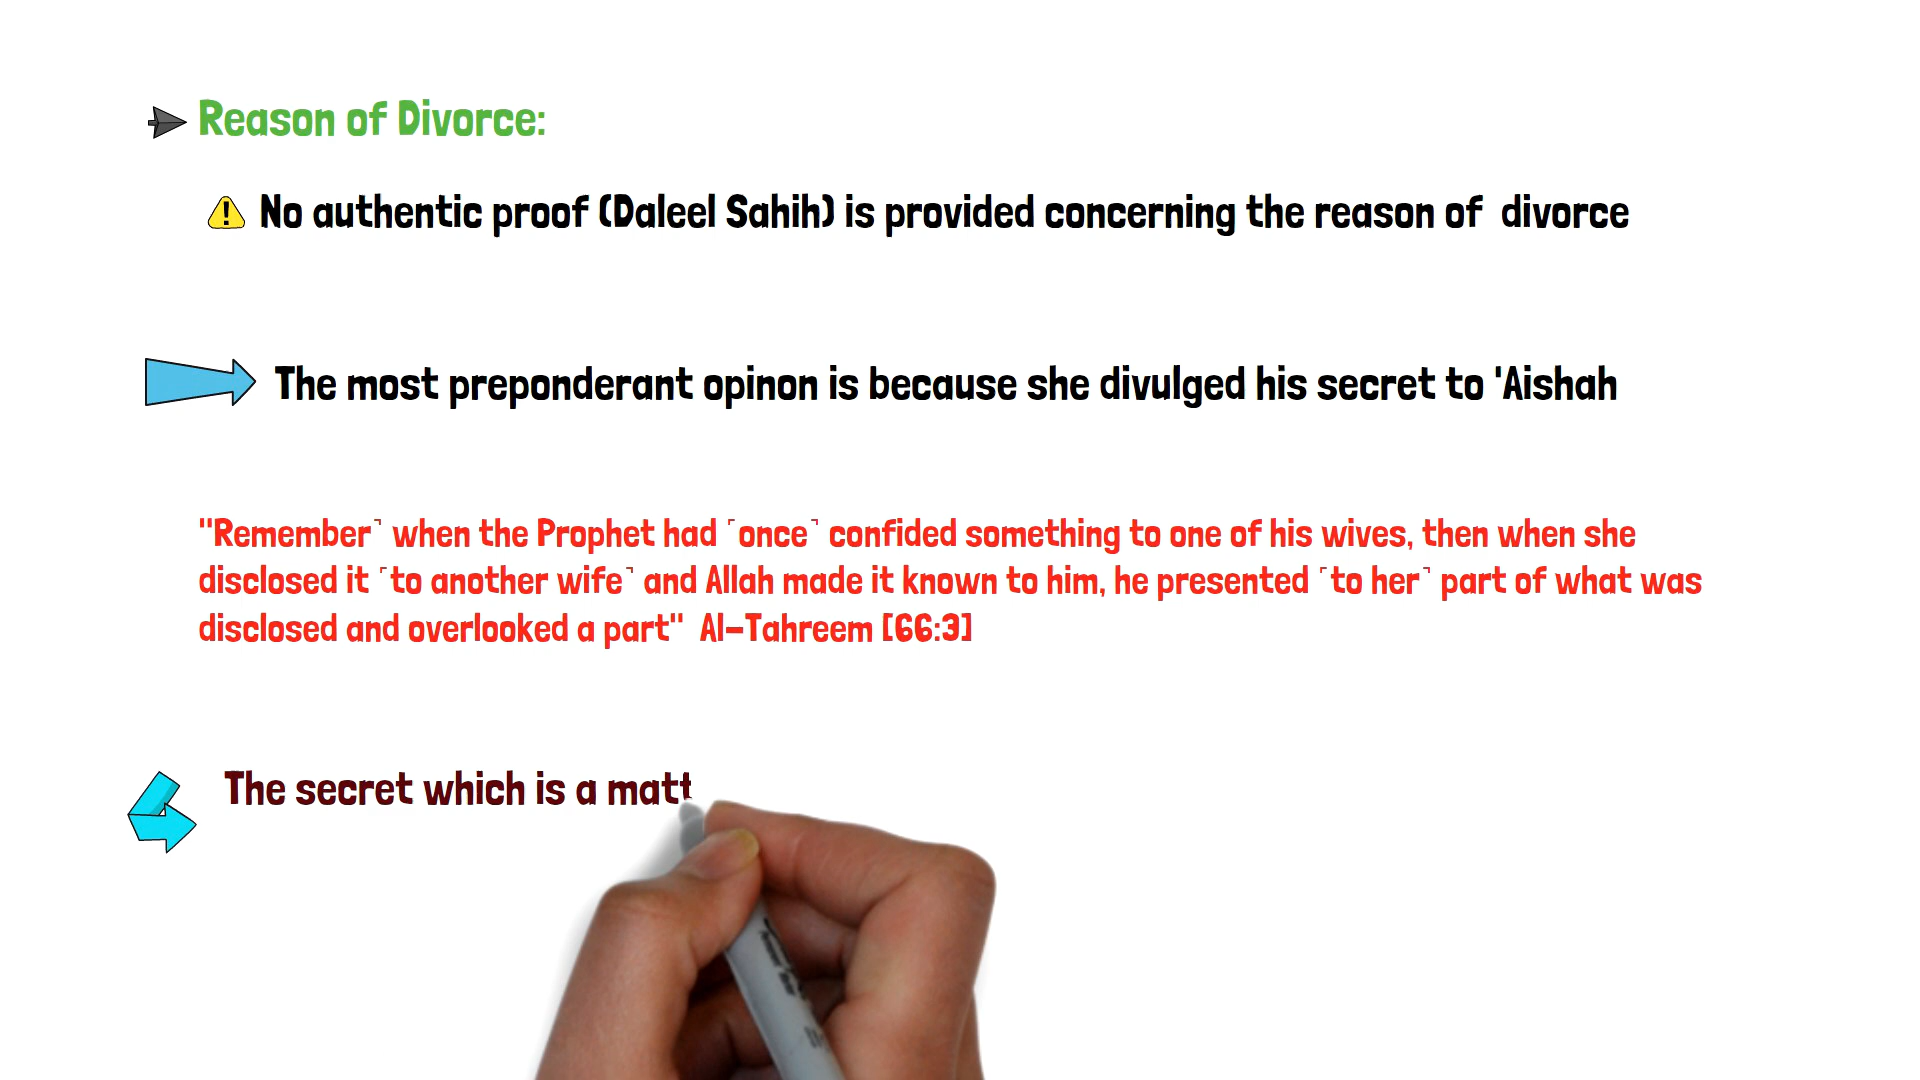 Reason of Divorce:
No authentic proof (Daleel Sahih) is provided concerning the reason of divorce
The most preponderant opinon is because she divulged his secret to 'Aishah
"Remember˺ when the Prophet had ˹once˺ confided something to one of his wives, then when she
disclosed it ˹to another wife˺ and Allah made it known to him, he presented ˹to her˺ part of what was
disclosed and overlooked a part" Al-Tahreem [66:3]
The secret which is a matt